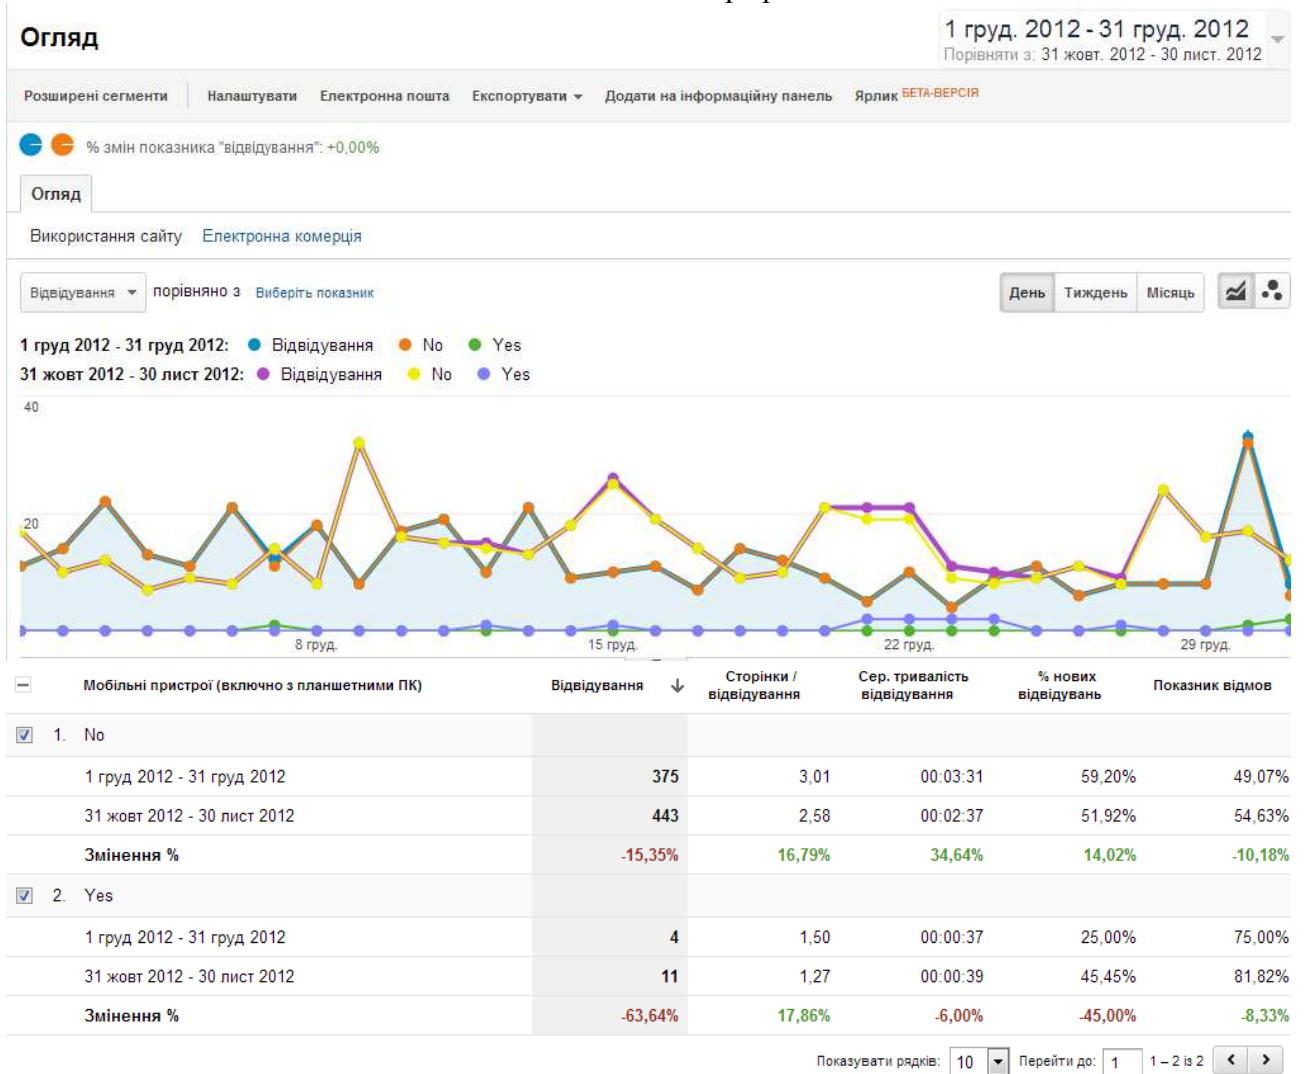 Огляд
1 груд. 2012 - 31 груд. 2012
Порівняти з: 31 жовт. 2012 - 30 лист. 2012
Розширені сегменти Налаштувати Електронна пошта Експортувати Додати на інформаційну панель Ярлик БЕТА-ВЕРСІЯ
% змін показника "відвідування": +0,00%
Огляд
Використання сайту Електронна комерція
Відвідування порівняно з Виберіть показник День Тиждень Місяць
1 груд 2012 - 31 груд 2012: Відвідування No Yes
31 жовт 2012 - 30 лист 2012: Відвідування No Yes
40
20
8 груд. 15 груд. 22 груд. 29 груд.
Мобільні пристрої (включно з планшетними ПК) Відвідування Сторінки / відвідування Сер. тривалість відвідування % нових відвідувань Показник відмов
1. No
1 груд 2012 - 31 груд 2012 375 3,01 00:03:31 59,20% 49,07%
31 жовт 2012 - 30 лист 2012 443 2,58 00:02:37 51,92% 54,63%
Змінення % -15,35% 16,79% 34,64% 14,02% -10,18%
2. Yes
1 груд 2012 - 31 груд 2012 4 1,50 00:00:37 25,00% 75,00%
31 жовт 2012 - 30 лист 2012 11 1,27 00:00:39 45,45% 81,82%
Змінення % -63,64% 17,86% -6,00% -45,00% -8,33%
Показувати рядків: 10 Перейти до: 1 1 – 2 із 2